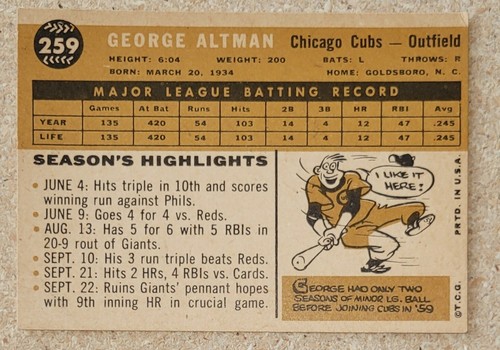 259
GEORGE ALTMAN Chicago Cubs — Outfield
HEIGHT: 6:04 WEIGHT: 200 BATS: L THROWS: R
BORN: MARCH 20, 1934 HOME: GOLDSBORO, N. C.
MAJOR LEAGUE BATTING RECORD
Games At Bat Runs Hits 2B 3B HR RBI Avg
YEAR 135 420 54 103 14 4 12 47 .245
LIFE 135 420 54 103 14 4 12 47 .245
SEASON'S HIGHLIGHTS
JUNE 4: Hits triple in 10th and scores
winning run against Phils.
JUNE 9: Goes 4 for 4 vs. Reds.
AUG. 13: Has 5 for 6 with 5 RBIs in
20-9 rout of Giants.
SEPT. 10: His 3 run triple beats Reds.
SEPT. 21: Hits 2 HRs, 4 RBIs vs. Cards.
SEPT. 22: Ruins Giants' pennant hopes
with 9th inning HR in crucial game.
I LIKE IT
HERE!
C
GEORGE HAD ONLY TWO
SEASONS OF MINOR LG. BALL
BEFORE JOINING CUBS IN '59
©T.C.G. PRTD. IN U.S.A.